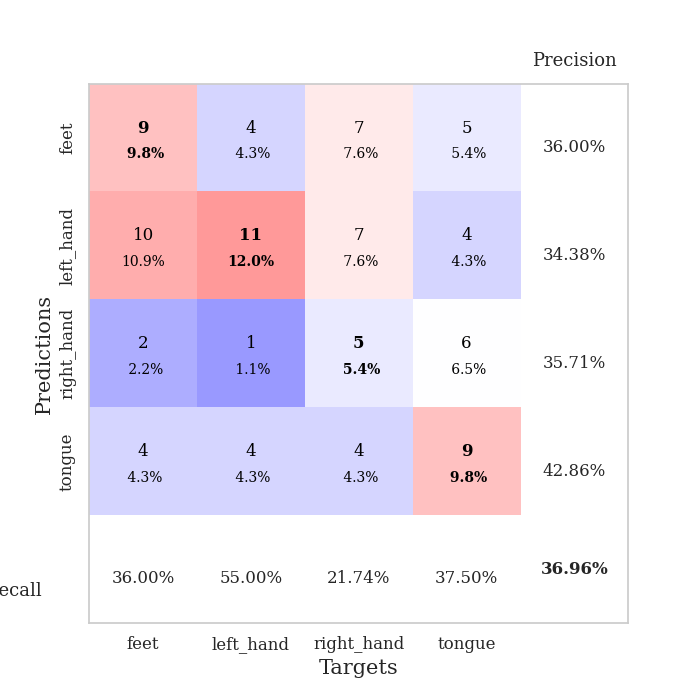 Precision
feet
9 4 7 5
9.8% 4.3% 7.6% 5.4%
36.00%
left_hand
10 11 7 4
10.9% 12.0% 7.6% 4.3%
34.38%
Predictions
right_hand
2 1 5 6
2.2% 1.1% 5.4% 6.5%
35.71%
tongue
4 4 4 9
4.3% 4.3% 4.3% 9.8%
42.86%
ecall
36.00% 55.00% 21.74% 37.50% 36.96%
feet left_hand right_hand tongue
Targets